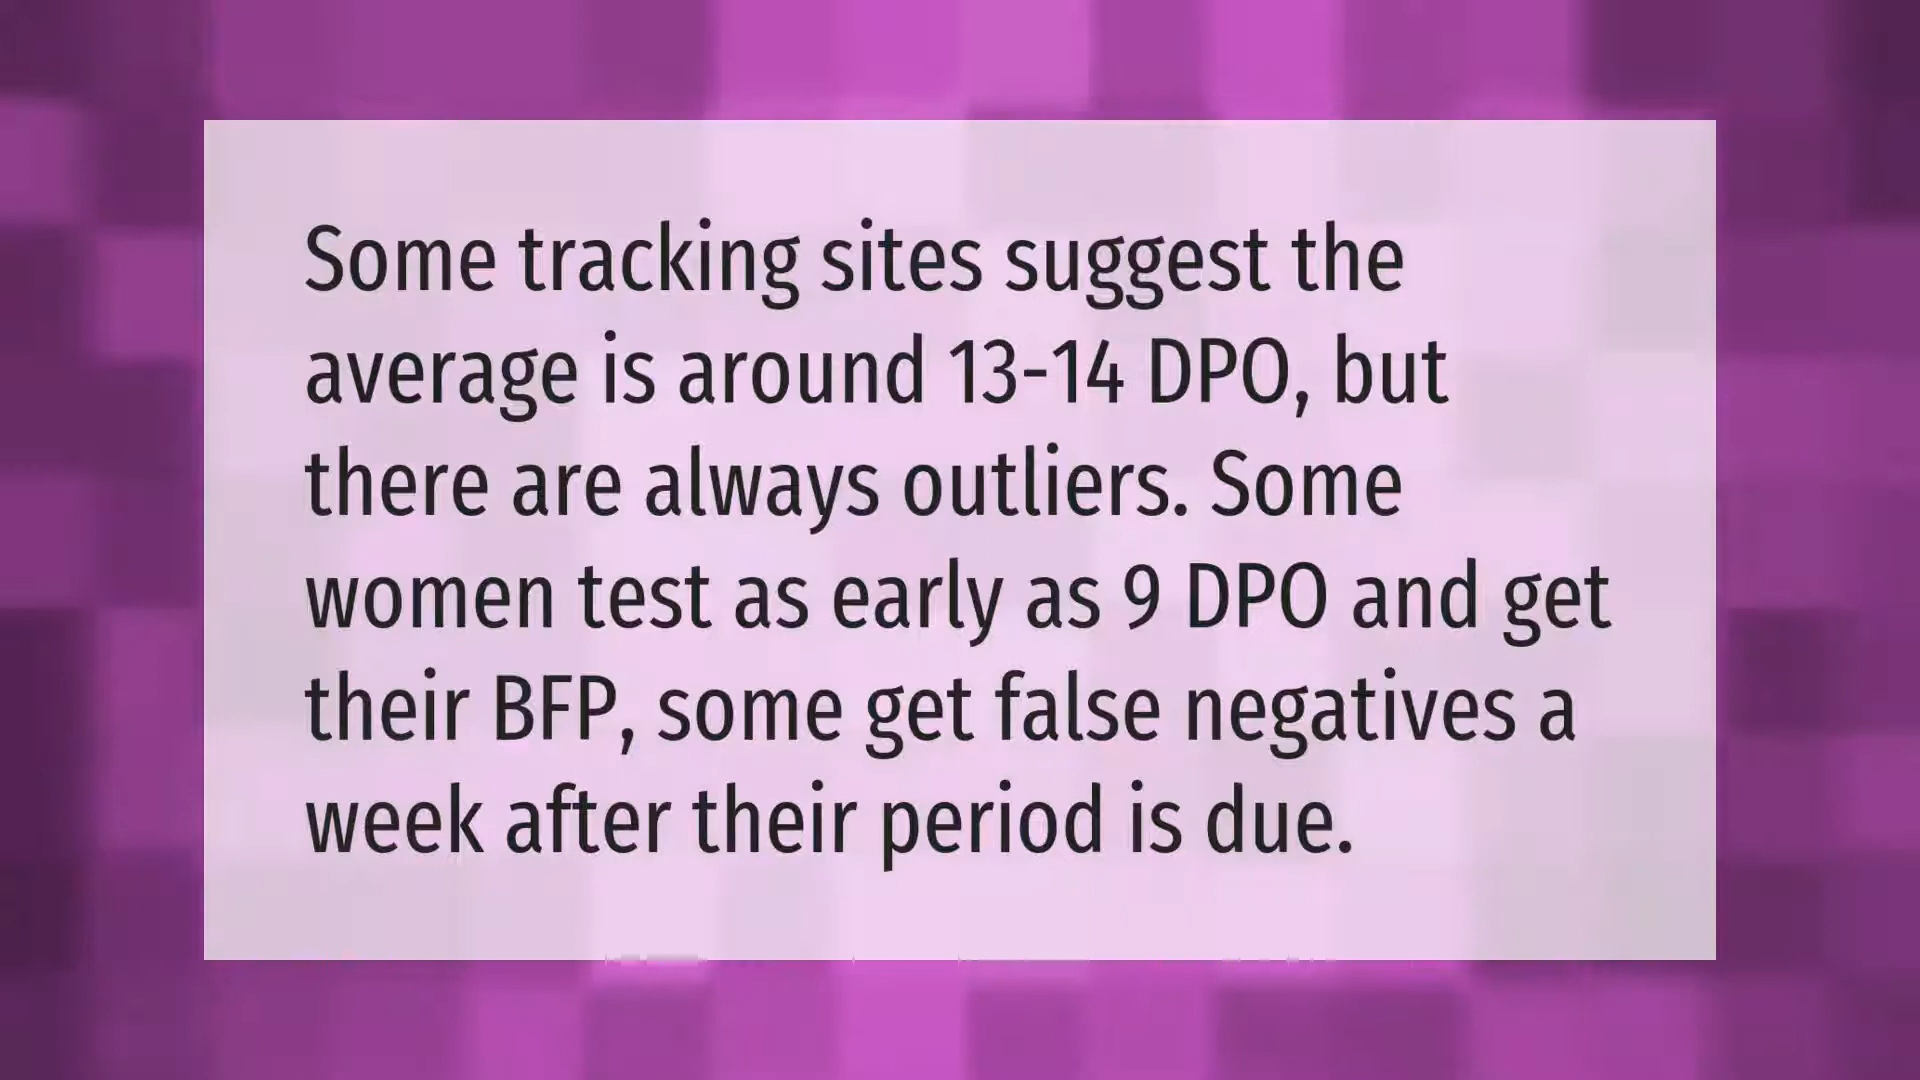 Some tracking sites suggest the
average is around 13-14 DPO, but
there are always outliers. Some
women test as early as 9 DPO and get
their BFP, some get false negatives a
week after their period is due.